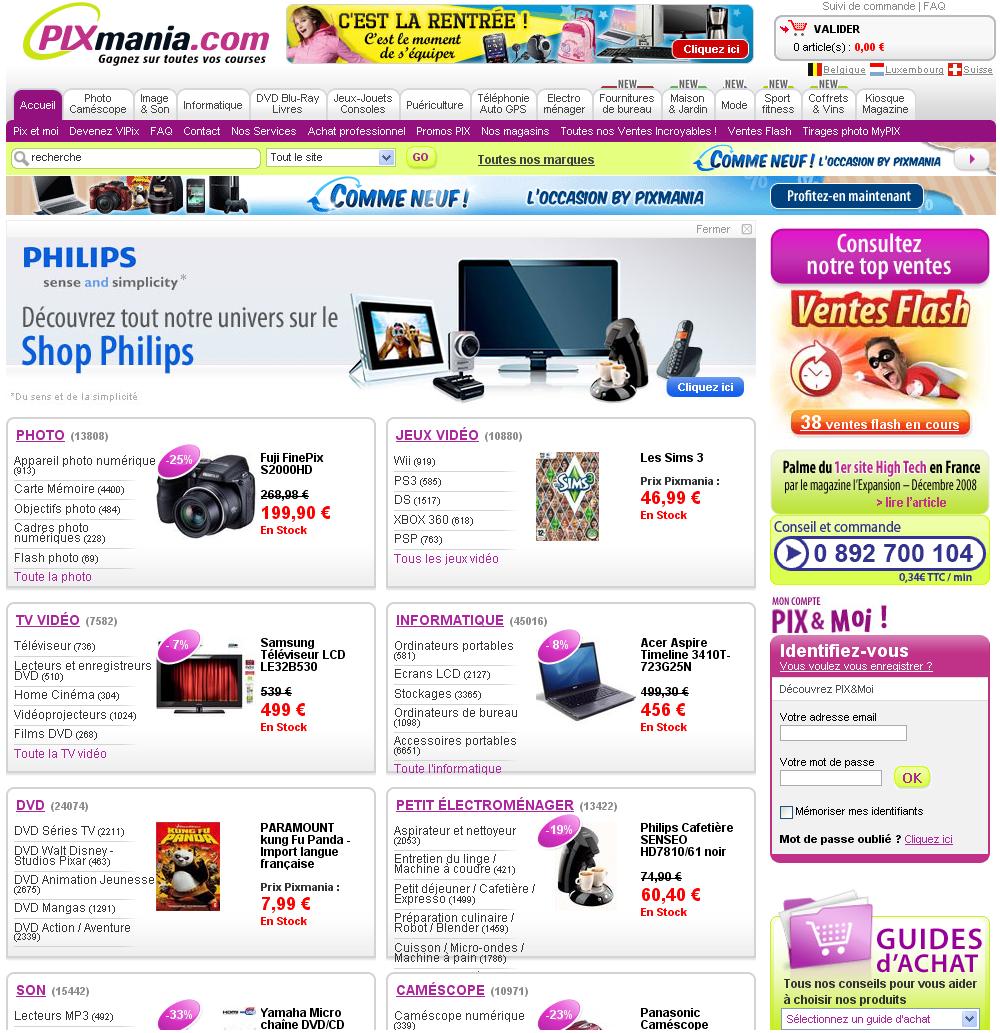 PIXmania.com
Gagnez sur toutes vos courses
C'EST LA RENTRÉE !
C'est le moment
de s'équiper
Cliquez ici
Suivi de commande | FAQ
VALIDER
0 article(s) : 0,00 €
Belgique Luxembourg Suisse
NEW NEW NEW NEW NEW
Accueil
Photo
Caméscope
Image
& Son
Informatique
DVD Blu-Ray
Livres
Jeux-Jouets
Consoles
Puériculture
Téléphonie
Auto GPS
Electro
ménager
Fournitures
de bureau
Maison
& Jardin
Mode
Sport
fitness
Coffrets
& Vins
Kiosque
Magazine
Pix et moi Devenez VIPix FAQ Contact Nos Services Achat professionnel Promos PIX Nos magasins Toutes nos Ventes Incroyables ! Ventes Flash Tirages photo MyPIX
recherche
Tout le site
GO
Toutes nos marques
COMME NEUF ! L'OCCASION BY PIXMANIA
COMME NEUF !
L'OCCASION BY PIXMANIA
Profitez-en maintenant
Fermer
PHILIPS
sense and simplicity*
Découvrez tout notre univers sur le
Shop Philips
Cliquez ici
*Du sens et de la simplicité
Consultez
notre top ventes
Ventes Flash
38 ventes flash en cours
Palme du 1er site High Tech en France
par le magazine l'Expansion – Décembre 2008
> lire l'article
Conseil et commande
0 892 700 104
0,34€ TTC / min
MON COMPTE
PIX & Moi !
Identifiez-vous
Vous voulez vous enregistrer ?
Découvrez PIX&Moi
Votre adresse email
Votre mot de passe
OK
Mémoriser mes identifiants
Mot de passe oublié ? Cliquez ici
GUIDES
d'ACHAT
Tous nos conseils pour vous aider
à choisir nos produits
Sélectionnez un guide d'achat
PHOTO (13808)
Appareil photo numérique
(913)
Carte Mémoire (4400)
Objectifs photo (484)
Cadres photo
numériques (228)
Flash photo (69)
Toute la photo
-25%
Fuji FinePix
S2000HD
268,98 €
199,90 €
En Stock
JEUX VIDÉO (10880)
Wii (919)
PS3 (585)
DS (1517)
XBOX 360 (618)
PSP (763)
Tous les jeux vidéo
The Sims 3
Les Sims 3
Prix Pixmania :
46,99 €
En Stock
TV VIDÉO (7582)
Téléviseur (736)
Lecteurs et enregistreurs
DVD (510)
Home Cinéma (304)
Vidéoprojecteurs (1024)
Films DVD (268)
Toute la TV vidéo
- 7%
Samsung
Téléviseur LCD
LE32B530
539 €
499 €
En Stock
INFORMATIQUE (45016)
Ordinateurs portables
(581)
Ecrans LCD (2127)
Stockages (3365)
Ordinateurs de bureau
(1098)
Accessoires portables
(6651)
Toute l'informatique
- 8%
Acer Aspire
Timeline 3410T-
723G25N
499,30 €
456 €
En Stock
DVD (24074)
DVD Séries TV (2211)
DVD Walt Disney -
Studios Pixar (463)
DVD Animation Jeunesse
(2675)
DVD Mangas (1291)
DVD Action / Aventure
(2339)
KUNG FU
PANDA
PARAMOUNT
kung Fu Panda -
Import langue
française
Prix Pixmania :
7,99 €
En Stock
PETIT ÉLECTROMÉNAGER (13422)
Aspirateur et nettoyeur
(2053)
Entretien du linge /
Machine à coudre (421)
Petit déjeuner / Cafetière /
Expresso (1499)
Préparation culinaire /
Robot / Blender (1459)
Cuisson / Micro-ondes /
Machine à pain (1786)
-19%
Philips Cafetière
SENSEO
HD7810/61 noir
74,90 €
60,40 €
En Stock
SON (15442)
Lecteurs MP3 (492)
-33%
HDMI
Yamaha Micro
chaine DVD/CD
CAMÉSCOPE (10971)
Caméscope numérique
(339)
-23%
Panasonic
Caméscope